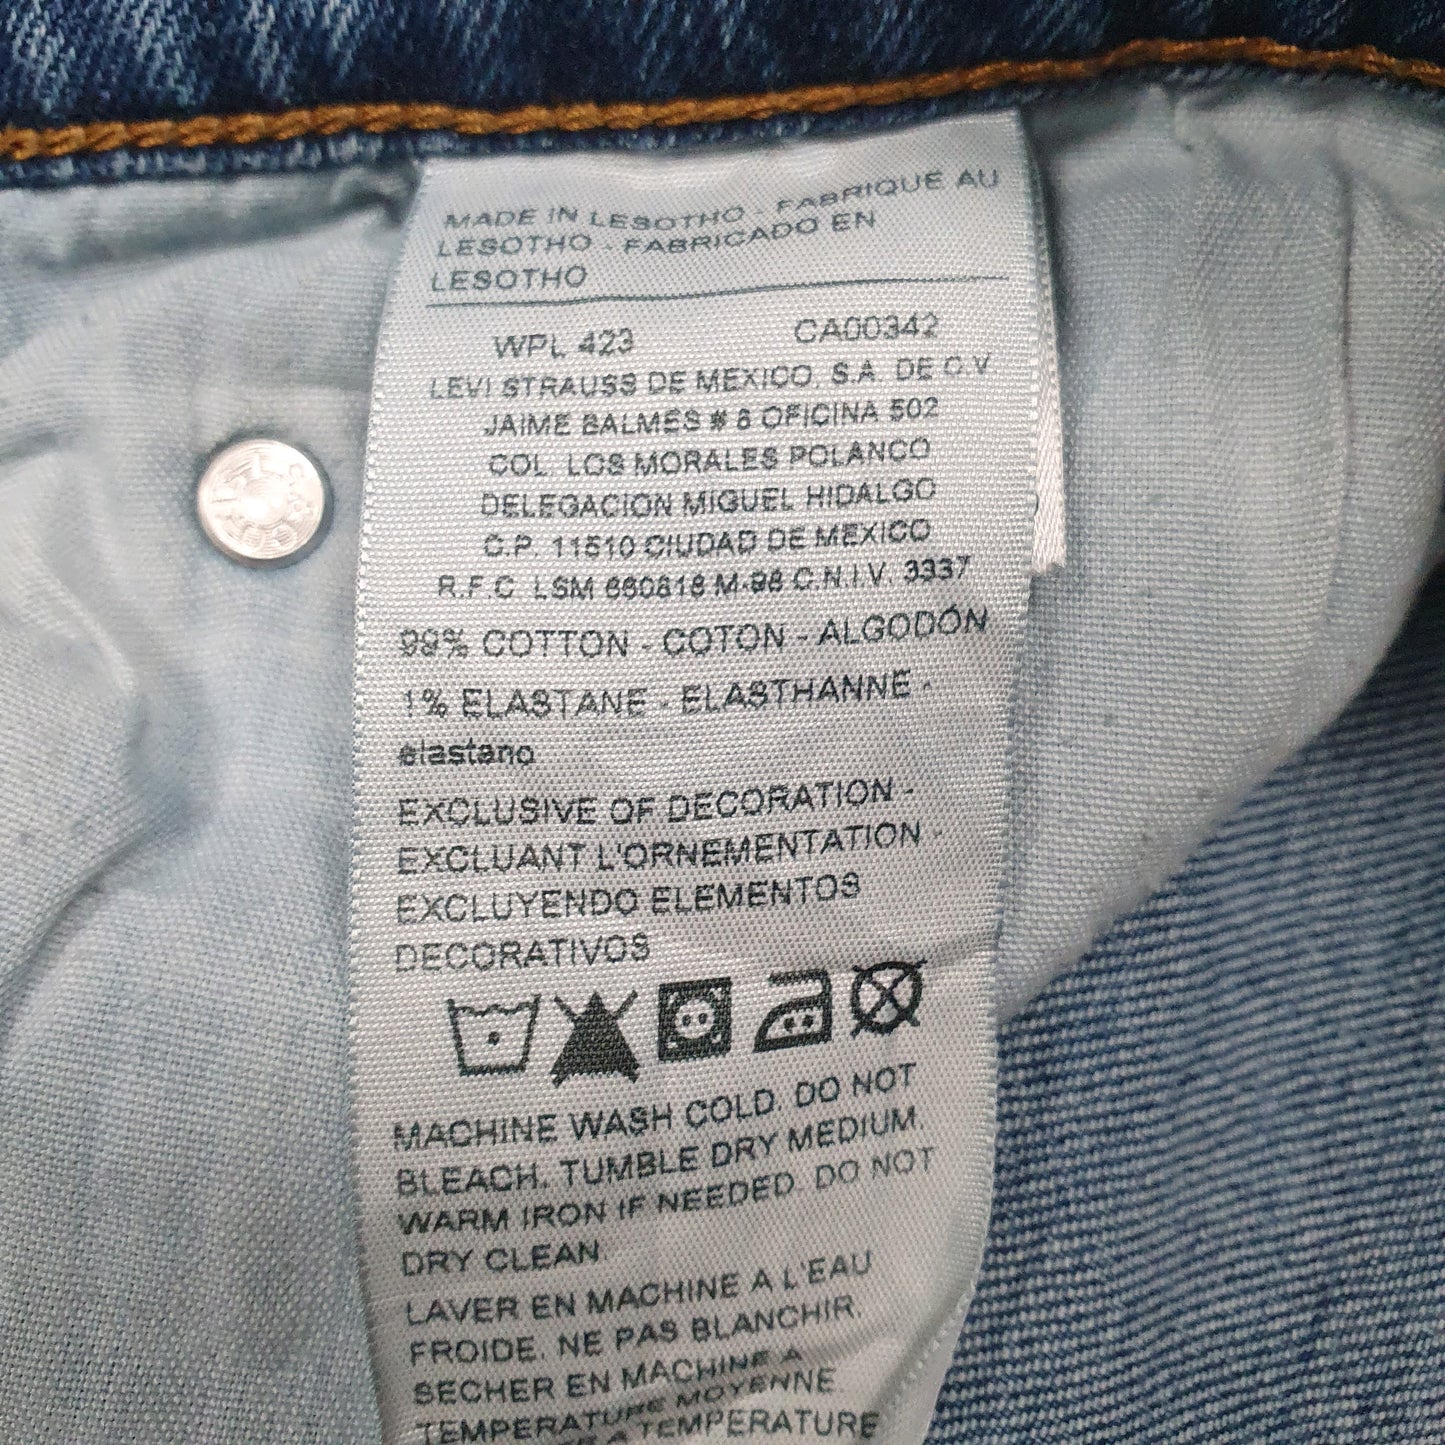 MADE IN LESOTHO - FABRIQUE AU
LESOTHO - FABRICADO EN
LESOTHO
WPL 423 CA00342
LEVI STRAUSS DE MEXICO, S.A. DE C.V.
JAIME BALMES # 8 OFICINA 502
COL. LOS MORALES POLANCO
DELEGACION MIGUEL HIDALGO
C.P. 11510 CIUDAD DE MEXICO
R.F.C. LSM C.N.I.V. 3337
99% COTTON - COTON - ALGODÓN
1% ELASTANE - ELASTHANNE -
elastano
EXCLUSIVE OF DECORATION -
EXCLUANT L'ORNEMENTATION -
EXCLUYENDO ELEMENTOS
DECORATIVOS
MACHINE WASH COLD. DO NOT
BLEACH. TUMBLE DRY MEDIUM.
WARM IRON IF NEEDED. DO NOT
DRY CLEAN.
LAVER EN MACHINE A L'EAU
FROIDE. NE PAS BLANCHIR.
SECHER EN MACHINE A
TEMPERATURE MOYENNE.
A TEMPERATURE